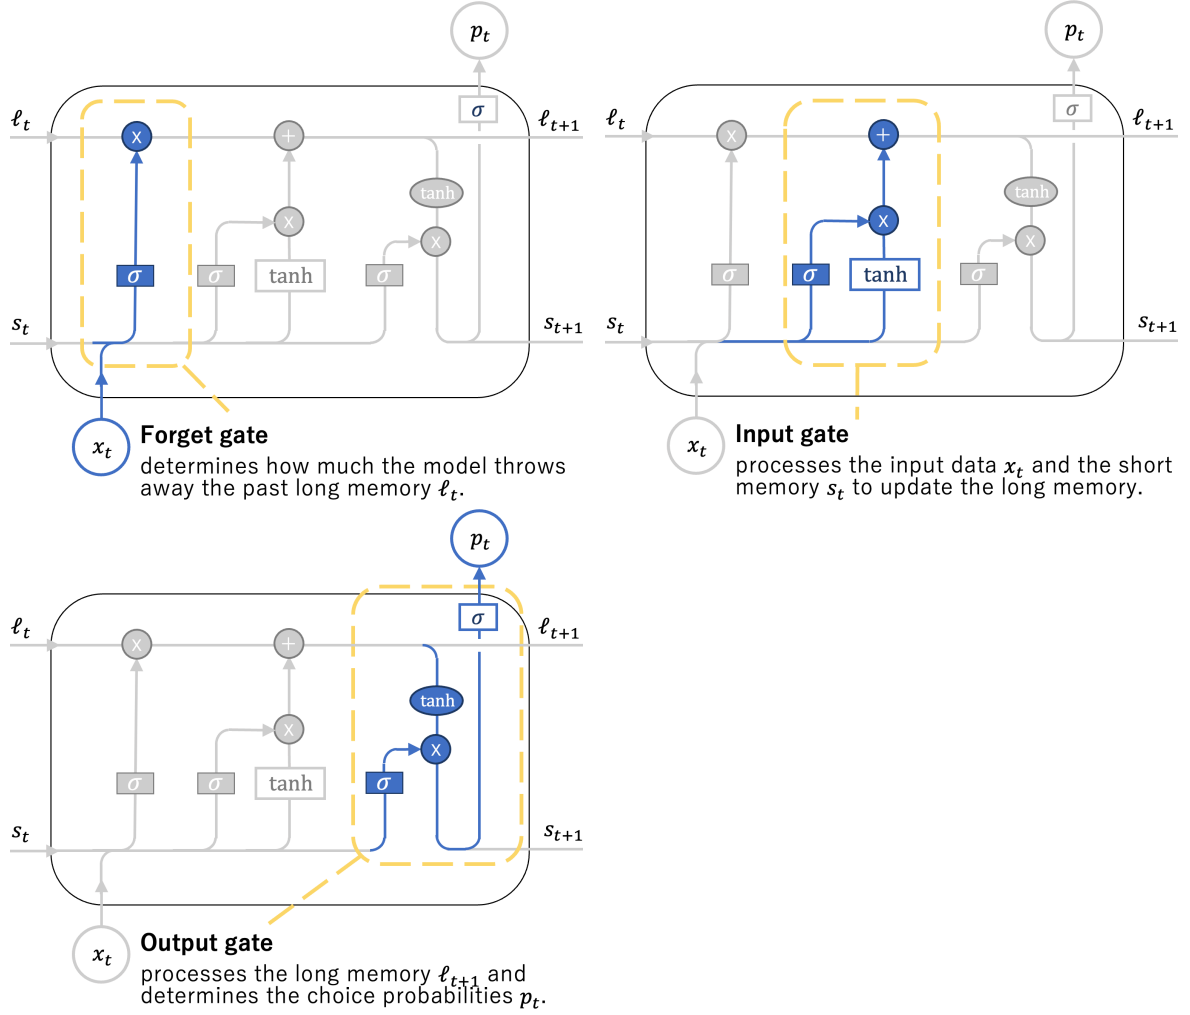 p_t
σ
ℓ_t
x
+
ℓ_{t+1}
tanh
x
x
σ
σ
tanh
σ
s_t
s_{t+1}
x_t
Forget gate
determines how much the model throws
away the past long memory ℓ_t.
p_t
σ
ℓ_t
x
+
ℓ_{t+1}
tanh
x
x
σ
σ
tanh
σ
s_t
s_{t+1}
x_t
Input gate
processes the input data x_t and the short
memory s_t to update the long memory.
p_t
σ
ℓ_t
x
+
ℓ_{t+1}
tanh
x
x
σ
σ
tanh
σ
s_t
s_{t+1}
x_t
Output gate
processes the long memory ℓ_{t+1} and
determines the choice probabilities p_t.